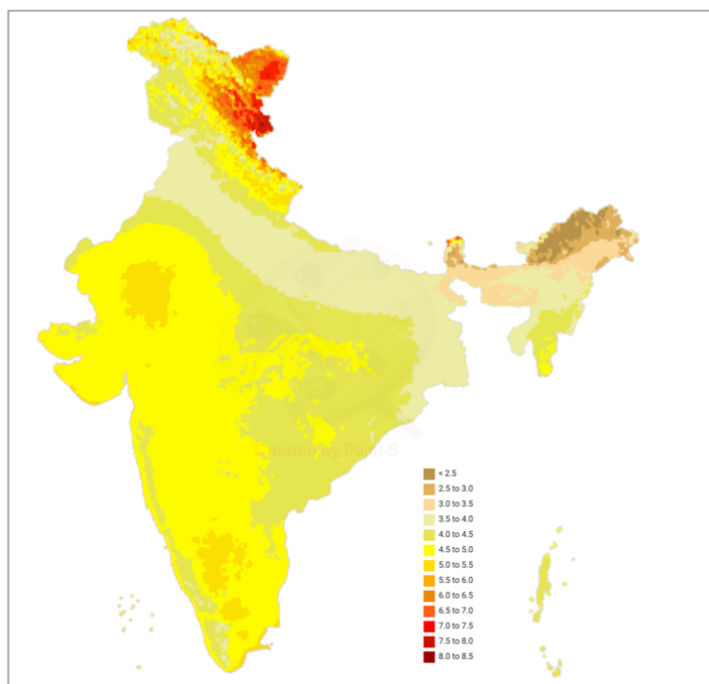 Created by Paint S
< 2.5
2.5 to 3.0
3.0 to 3.5
3.5 to 4.0
4.0 to 4.5
4.5 to 5.0
5.0 to 5.5
5.5 to 6.0
6.0 to 6.5
6.5 to 7.0
7.0 to 7.5
7.5 to 8.0
8.0 to 8.5